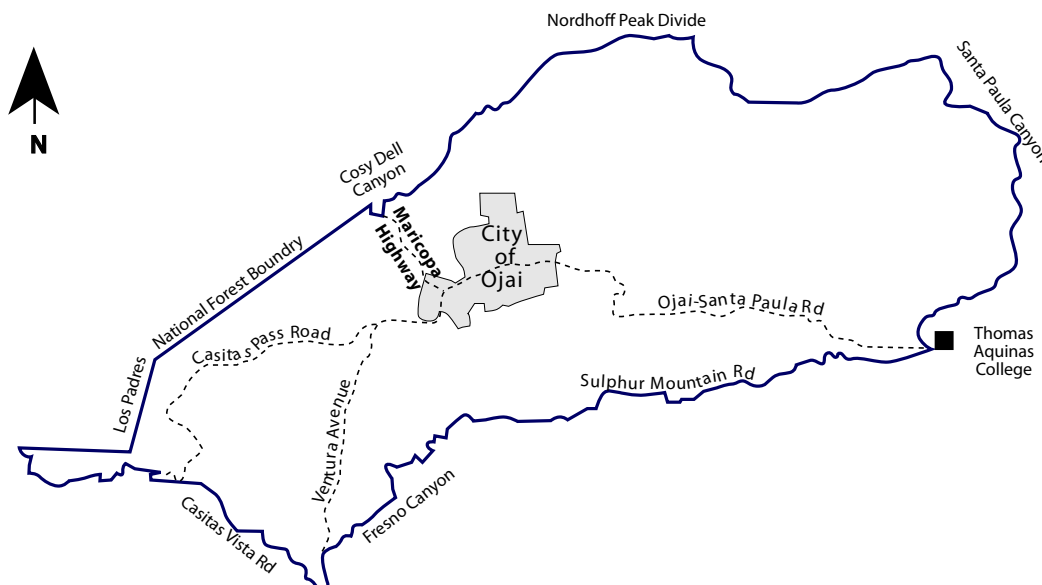 Nordhoff Peak Divide
Santa Paula Canyon
N
Cosy Dell
Canyon
Maricopa
Highway
City
of
Ojai
National Forest Boundry
Los Padres
Casitas Pass Road
Ojai-Santa Paula Rd
Thomas
Aquinas
College
Sulphur Mountain Rd
Ventura Avenue
Fresno Canyon
Casitas Vista Rd